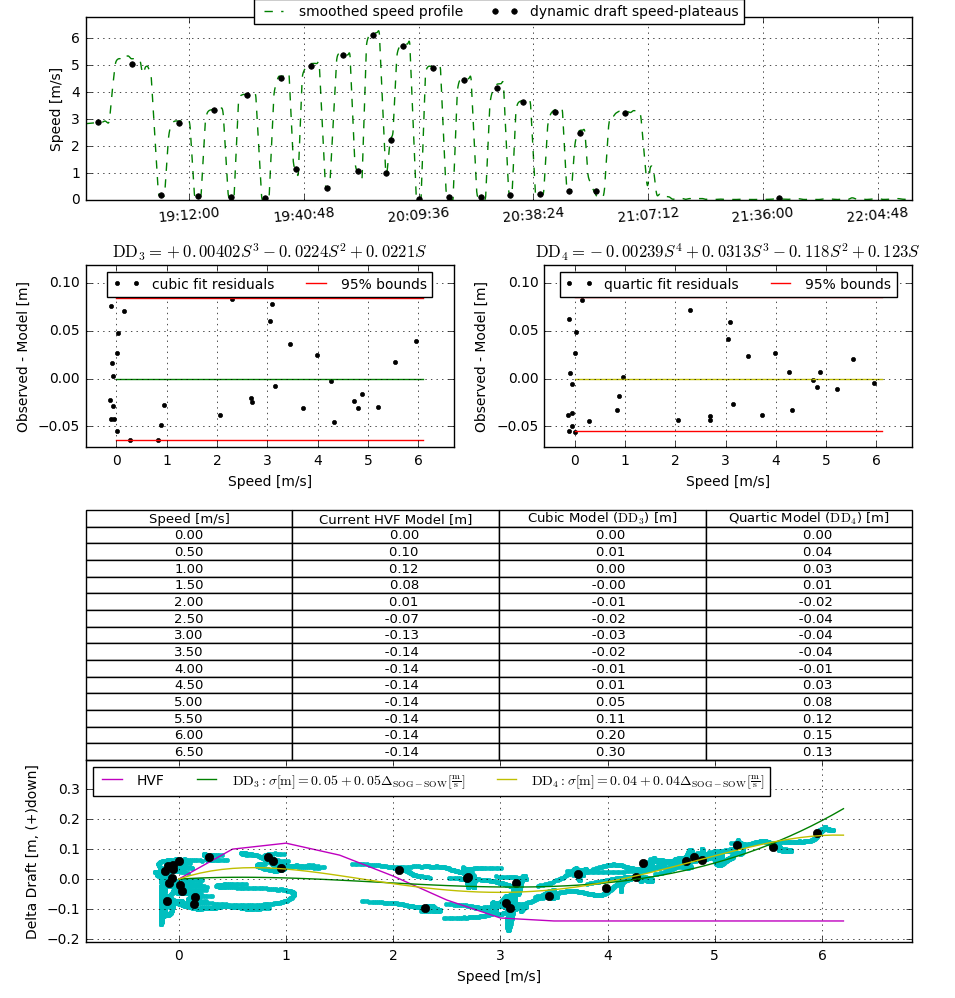 smoothed speed profile dynamic draft speed-plateaus
Speed [m/s]
6
5
4
3
2
1
0
19:12:00 19:40:48 20:09:36 20:38:24 21:07:12 21:36:00 22:04:48
DD₃ = + 0.00402S³ − 0.0224S² + 0.0221S
DD₄ = − 0.00239S⁴ + 0.0313S³ − 0.118S² + 0.123S
cubic fit residuals 95% bounds
quartic fit residuals 95% bounds
Observed - Model [m]
0.10
0.05
0.00
−0.05
0 1 2 3 4 5 6
Speed [m/s]
Observed - Model [m]
0.10
0.05
0.00
−0.05
0 1 2 3 4 5 6
Speed [m/s]
Speed [m/s] Current HVF Model [m] Cubic Model (DD₃) [m] Quartic Model (DD₄) [m]
0.00 0.00 0.00 0.00
0.50 0.10 0.01 0.04
1.00 0.12 0.00 0.03
1.50 0.08 -0.00 0.01
2.00 0.01 -0.01 -0.02
2.50 -0.07 -0.02 -0.04
3.00 -0.13 -0.03 -0.04
3.50 -0.14 -0.02 -0.04
4.00 -0.14 -0.01 -0.01
4.50 -0.14 0.01 0.03
5.00 -0.14 0.05 0.08
5.50 -0.14 0.11 0.12
6.00 -0.14 0.20 0.15
6.50 -0.14 0.30 0.13
HVF DD₃ : σ[m] = 0.05 + 0.05Δ_SOG−SOW[m/s] DD₄ : σ[m] = 0.04 + 0.04Δ_SOG−SOW[m/s]
Delta Draft [m, (+)down]
0.3
0.2
0.1
0.0
−0.1
−0.2
0 1 2 3 4 5 6
Speed [m/s]